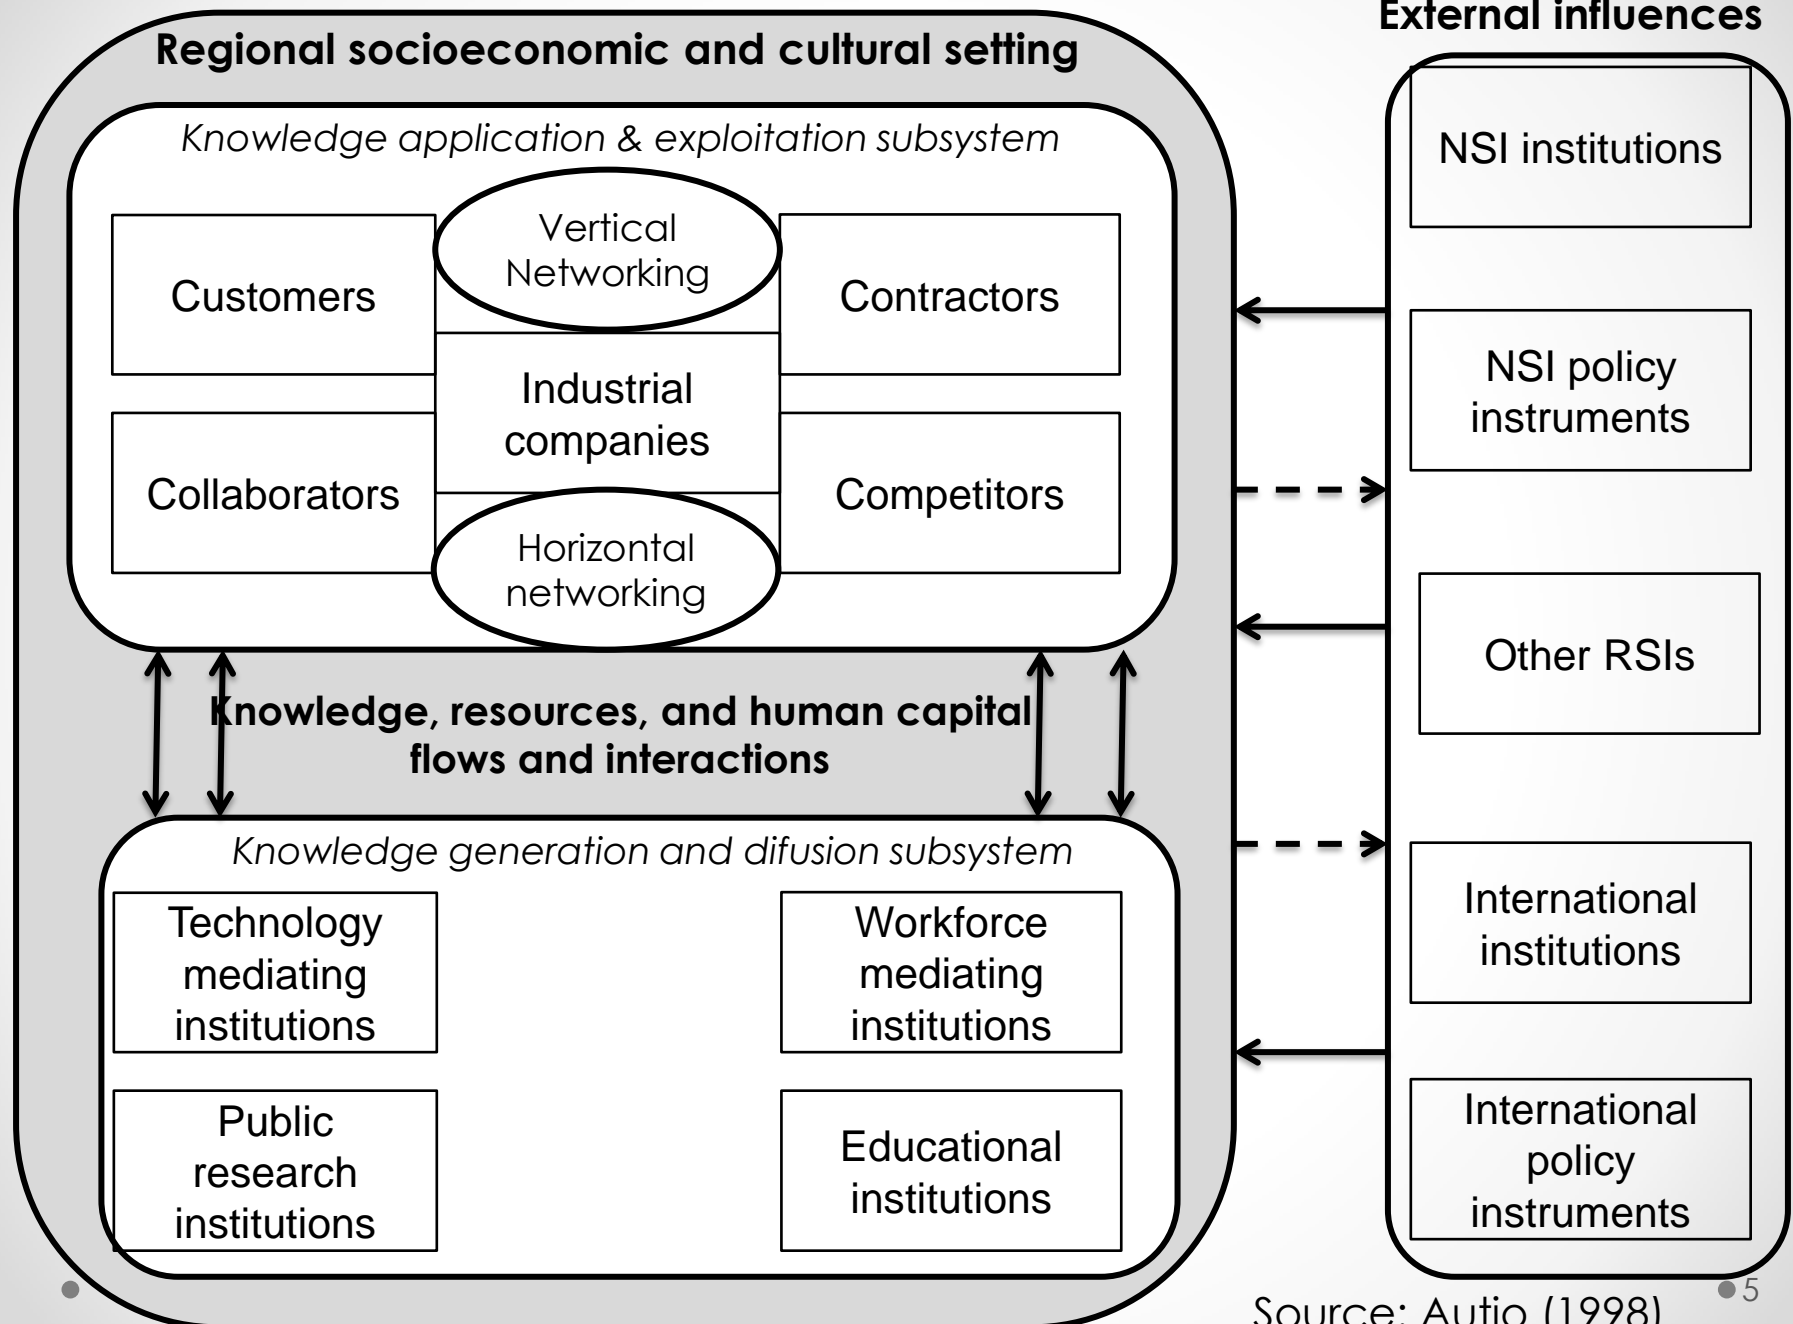 Regional socioeconomic and cultural setting
Knowledge application & exploitation subsystem
Vertical
Networking
Customers
Contractors
Industrial
companies
Collaborators
Competitors
Horizontal
networking
Knowledge, resources, and human capital
flows and interactions
Knowledge generation and difusion subsystem
Technology
mediating
institutions
Workforce
mediating
institutions
Public
research
institutions
Educational
institutions
External influences
NSI institutions
NSI policy
instruments
Other RSIs
International
institutions
International
policy
instruments
Source: Autio (1998)
5